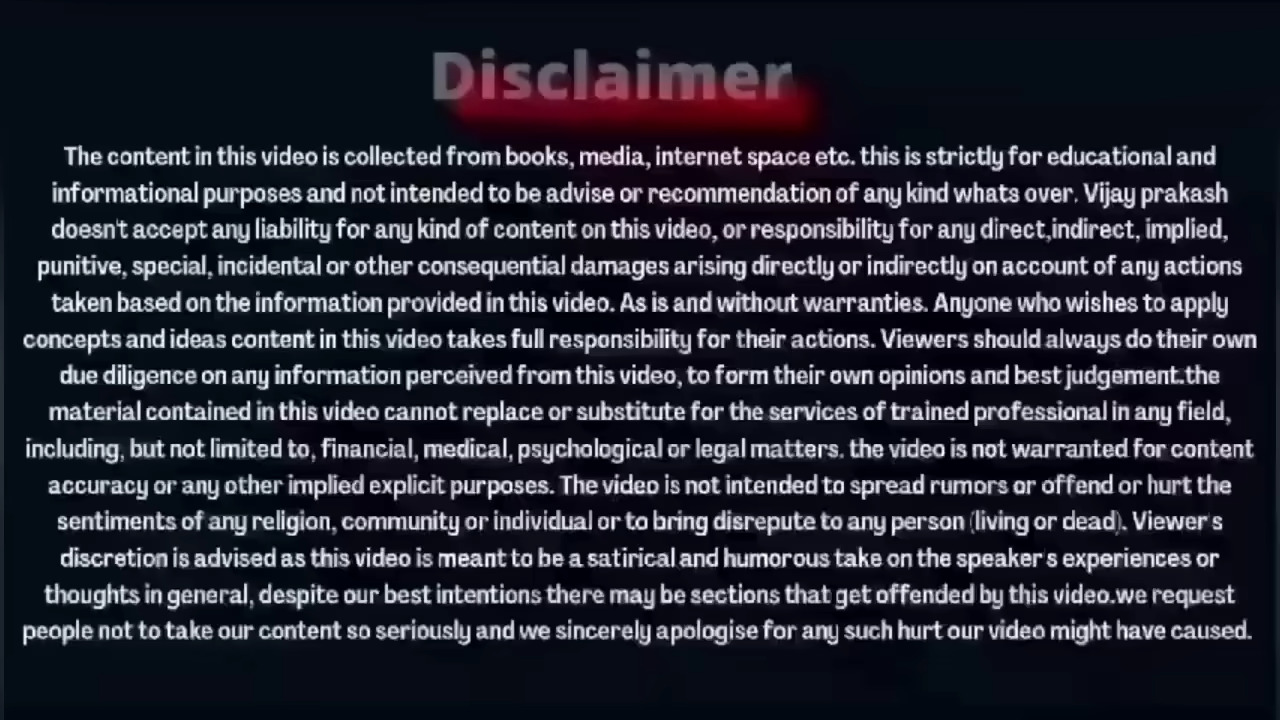 Disclaimer
The content in this video is collected from books, media, internet space etc. this is strictly for educational and
informational purposes and not intended to be advise or recommendation of any kind whats over. Vijay prakash
doesn't accept any liability for any kind of content on this video, or responsibility for any direct,indirect, implied,
punitive, special, incidental or other consequential damages arising directly or indirectly on account of any actions
taken based on the information provided in this video. As is and without warranties. Anyone who wishes to apply
concepts and ideas content in this video takes full responsibility for their actions. Viewers should always do their own
due diligence on any information perceived from this video, to form their own opinions and best judgement.the
material contained in this video cannot replace or substitute for the services of trained professional in any field,
including, but not limited to, financial, medical, psychological or legal matters. the video is not warranted for content
accuracy or any other implied explicit purposes. The video is not intended to spread rumors or offend or hurt the
sentiments of any religion, community or individual or to bring disrepute to any person (living or dead). Viewer's
discretion is advised as this video is meant to be a satirical and humorous take on the speaker's experiences or
thoughts in general, despite our best intentions there may be sections that get offended by this video.we request
people not to take our content so seriously and we sincerely apologise for any such hurt our video might have caused.